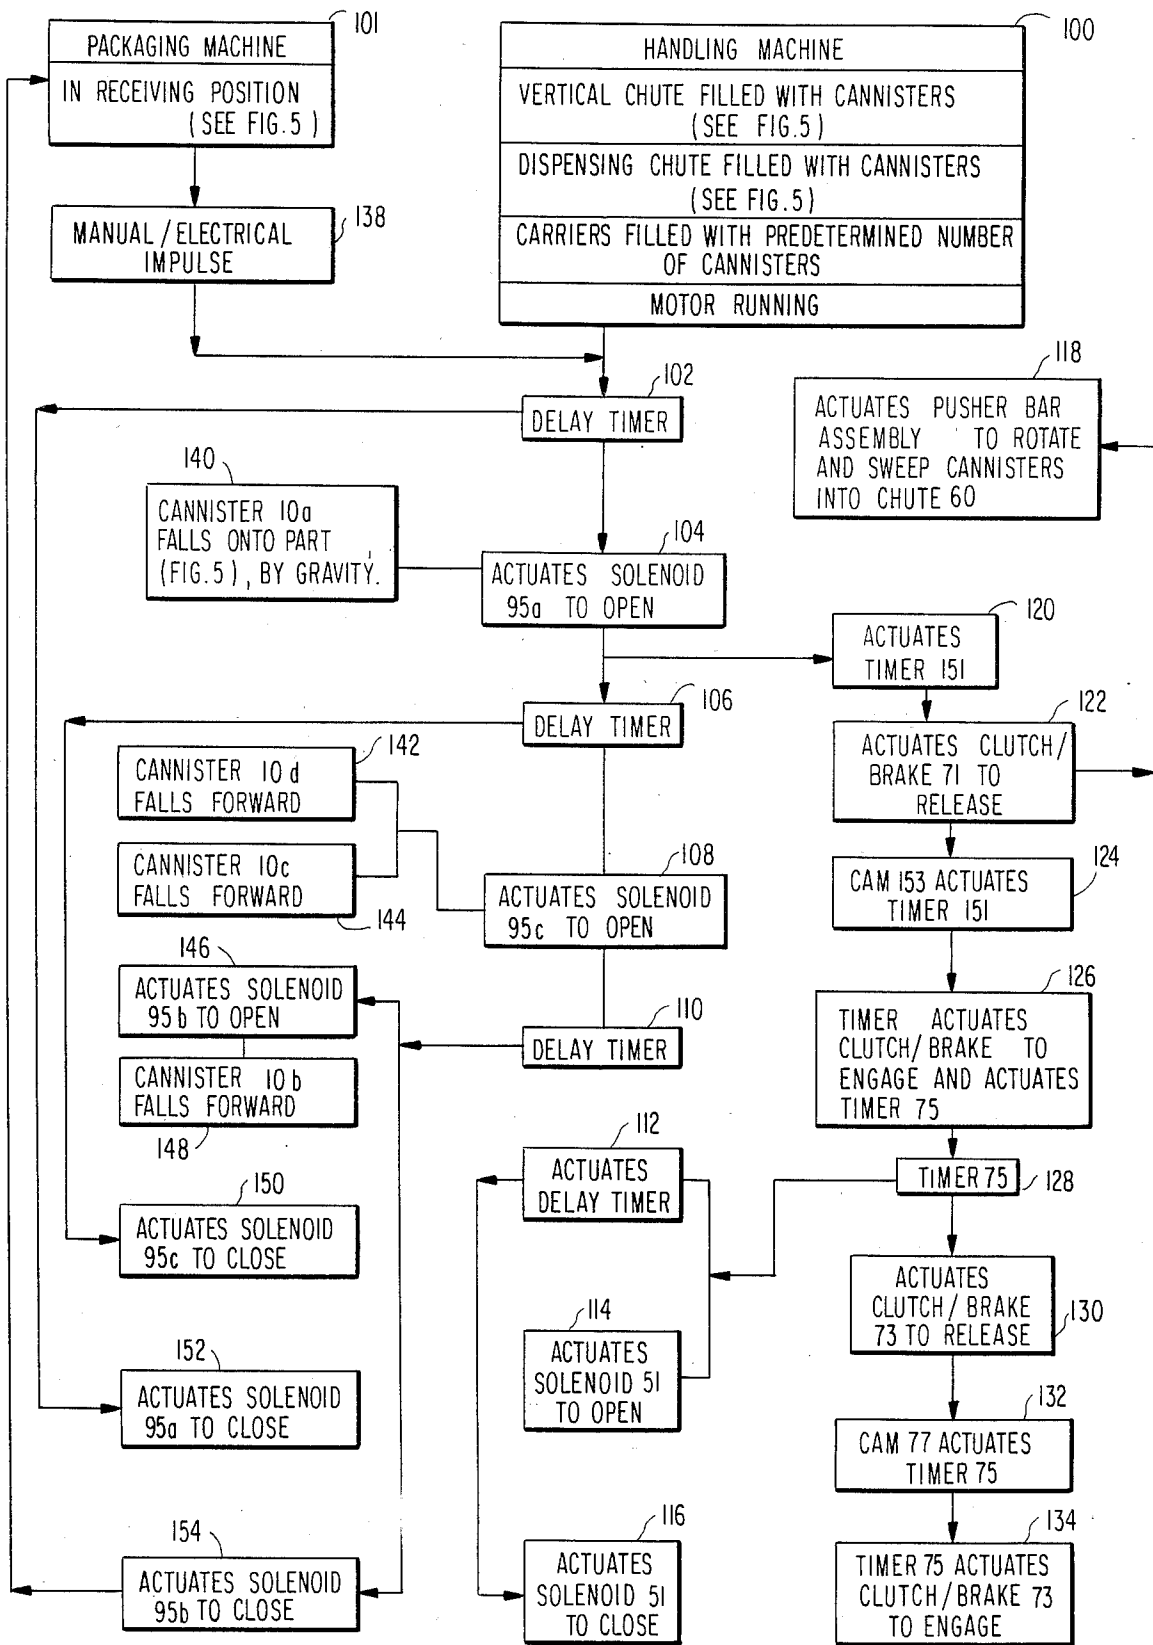 101
PACKAGING MACHINE
IN RECEIVING POSITION
(SEE FIG.5)
138
MANUAL/ELECTRICAL
IMPULSE
100
HANDLING MACHINE
VERTICAL CHUTE FILLED WITH CANNISTERS
(SEE FIG.5)
DISPENSING CHUTE FILLED WITH CANNISTERS
(SEE FIG.5)
CARRIERS FILLED WITH PREDETERMINED NUMBER
OF CANNISTERS
MOTOR RUNNING
102
DELAY TIMER
118
ACTUATES PUSHER BAR
ASSEMBLY TO ROTATE
AND SWEEP CANNISTERS
INTO CHUTE 60
140
CANNISTER 10a
FALLS ONTO PART
(FIG.5), BY GRAVITY.
104
ACTUATES SOLENOID
95a TO OPEN
120
ACTUATES
TIMER 151
106
DELAY TIMER
122
ACTUATES CLUTCH/
BRAKE 71 TO
RELEASE
142
CANNISTER 10d
FALLS FORWARD
CANNISTER 10c
FALLS FORWARD
144
108
ACTUATES SOLENOID
95c TO OPEN
124
CAM 153 ACTUATES
TIMER 151
146
ACTUATES SOLENOID
95b TO OPEN
CANNISTER 10b
FALLS FORWARD
148
110
DELAY TIMER
126
TIMER ACTUATES
CLUTCH/BRAKE TO
ENGAGE AND ACTUATES
TIMER 75
112
ACTUATES
DELAY TIMER
TIMER 75
128
150
ACTUATES SOLENOID
95c TO CLOSE
ACTUATES
CLUTCH/BRAKE
73 TO RELEASE
130
114
ACTUATES
SOLENOID 51
TO OPEN
152
ACTUATES SOLENOID
95a TO CLOSE
132
CAM 77 ACTUATES
TIMER 75
154
ACTUATES SOLENOID
95b TO CLOSE
116
ACTUATES
SOLENOID 51
TO CLOSE
134
TIMER 75 ACTUATES
CLUTCH/BRAKE 73
TO ENGAGE